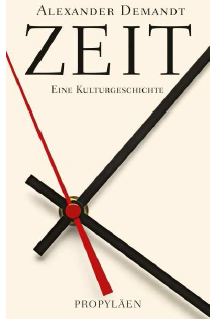 ALEXANDER DEMANDT
ZEIT
EINE KULTURGESCHICHTE
PROPYLÄEN